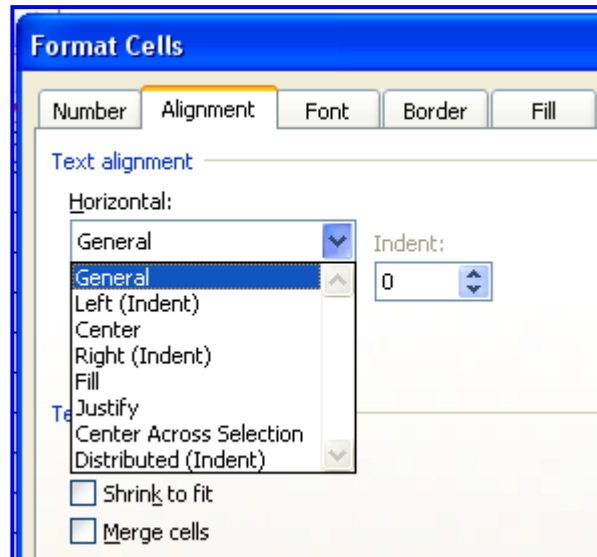 Format Cells
Number Alignment Font Border Fill
Text alignment
Horizontal:
General Indent:
General 0
Left (Indent)
Center
Right (Indent)
Fill
Justify
Te
Center Across Selection
Distributed (Indent)
Shrink to fit
Merge cells